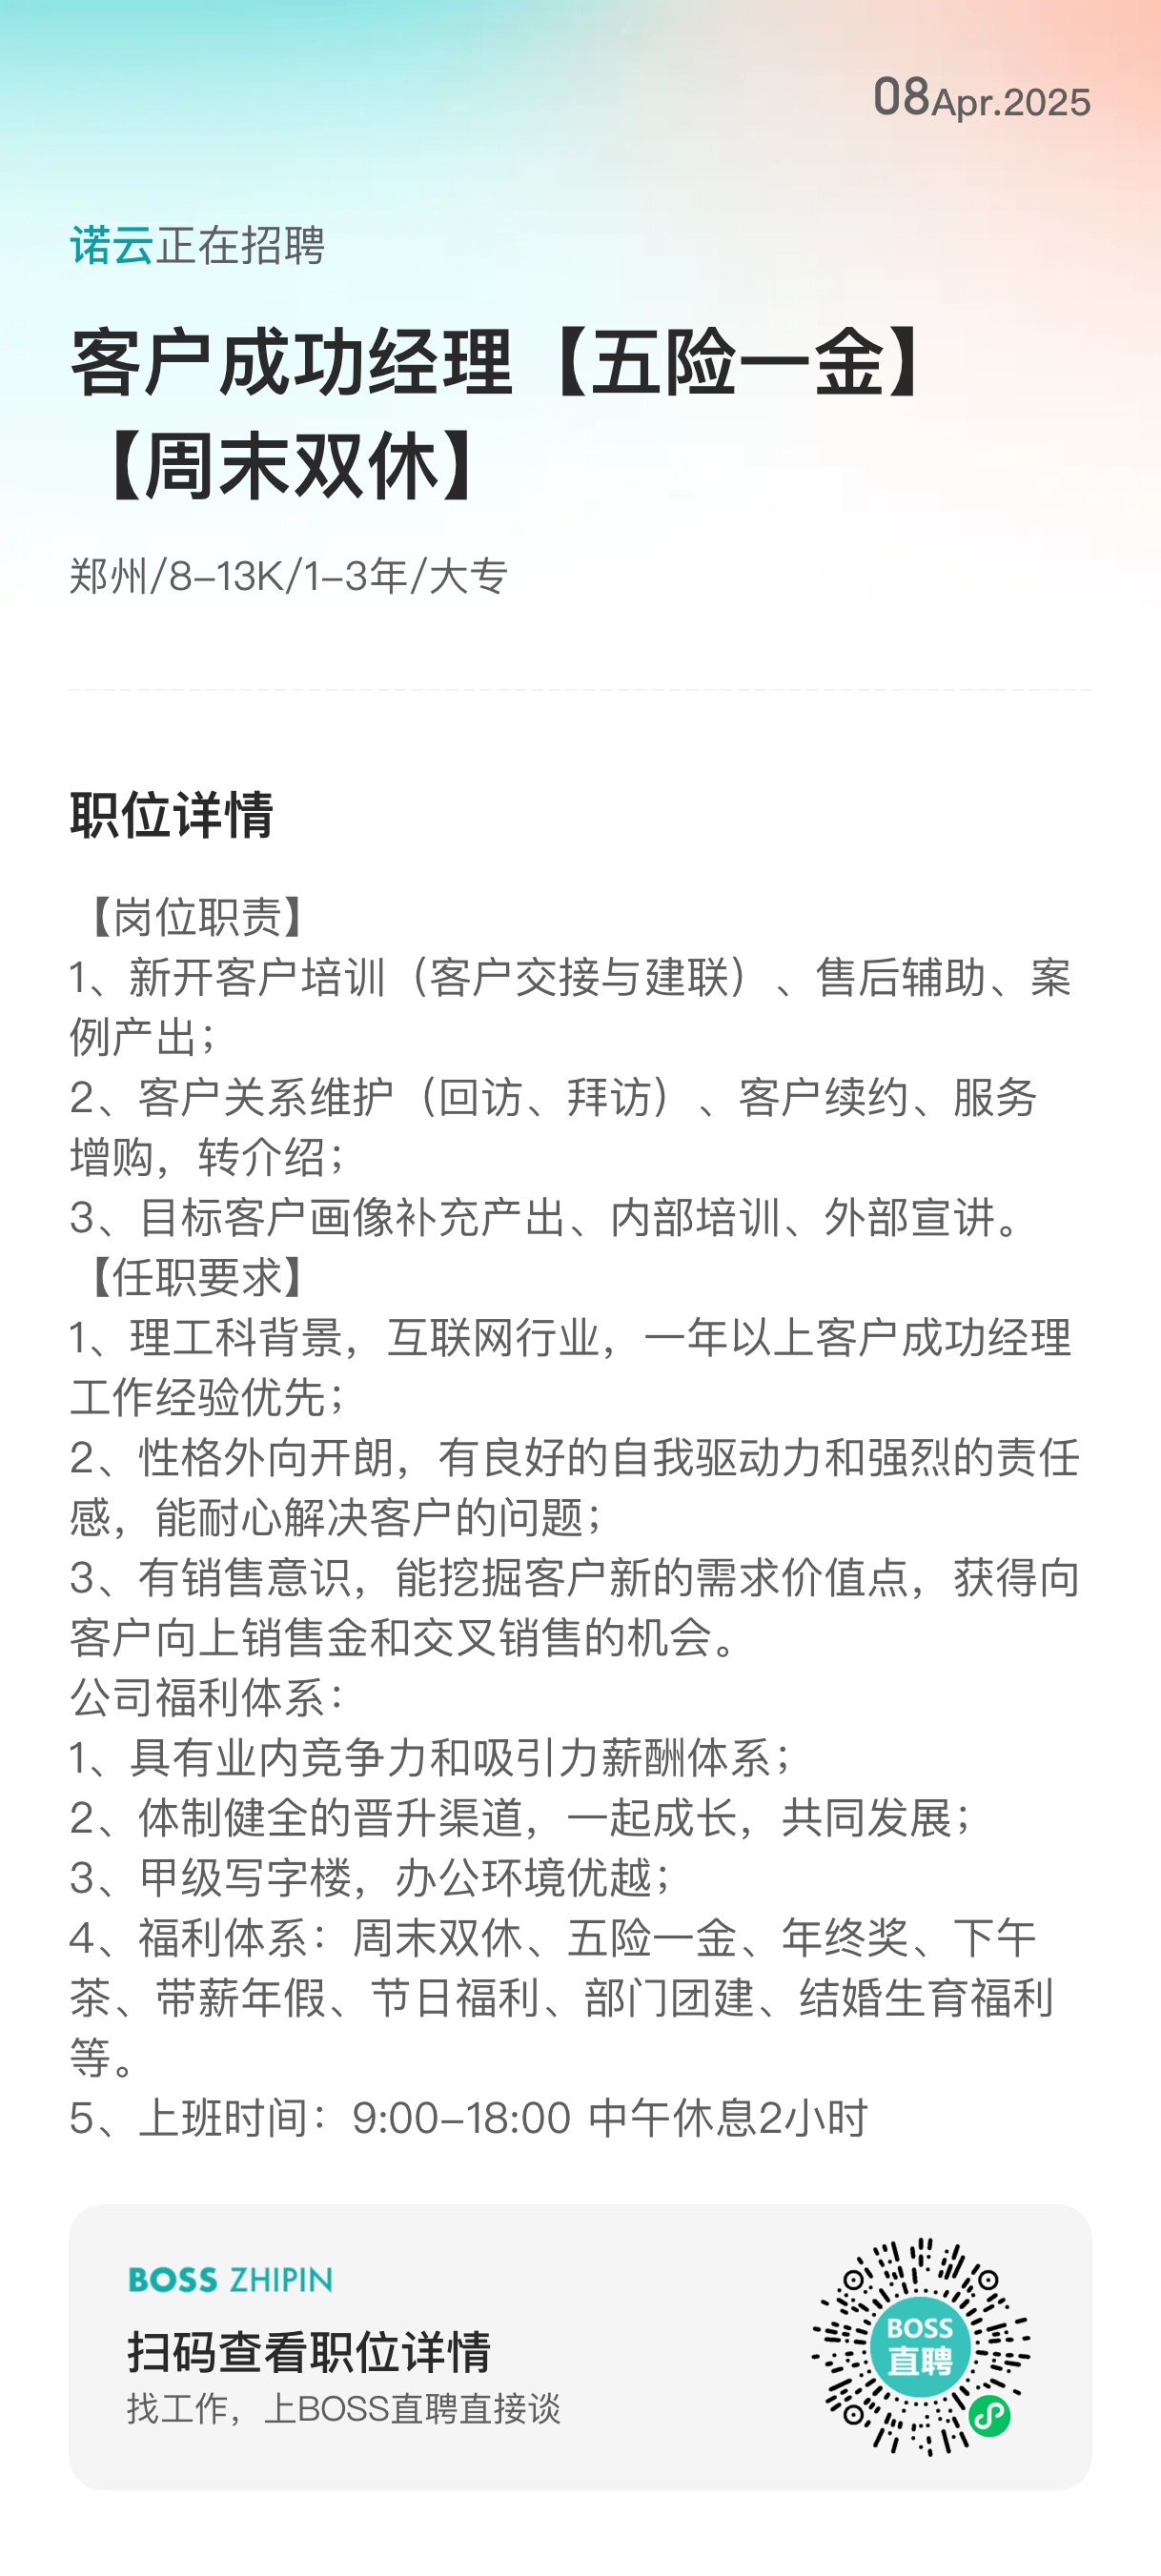 08Apr.2025
诺云正在招聘
客户成功经理【五险一金】
【周末双休】
郑州/8-13K/1-3年/大专
职位详情
【岗位职责】
1、新开客户培训（客户交接与建联）、售后辅助、案
例产出；
2、客户关系维护（回访、拜访）、客户续约、服务
增购，转介绍；
3、目标客户画像补充产出、内部培训、外部宣讲。
【任职要求】
1、理工科背景，互联网行业，一年以上客户成功经理
工作经验优先；
2、性格外向开朗，有良好的自我驱动力和强烈的责任
感，能耐心解决客户的问题；
3、有销售意识，能挖掘客户新的需求价值点，获得向
客户向上销售金和交叉销售的机会。
公司福利体系：
1、具有业内竞争力和吸引力薪酬体系；
2、体制健全的晋升渠道，一起成长，共同发展；
3、甲级写字楼，办公环境优越；
4、福利体系：周末双休、五险一金、年终奖、下午
茶、带薪年假、节日福利、部门团建、结婚生育福利
等。
5、上班时间：9:00-18:00 中午休息2小时
BOSS ZHIPIN
扫码查看职位详情
找工作，上BOSS直聘直接谈
BOSS
直聘